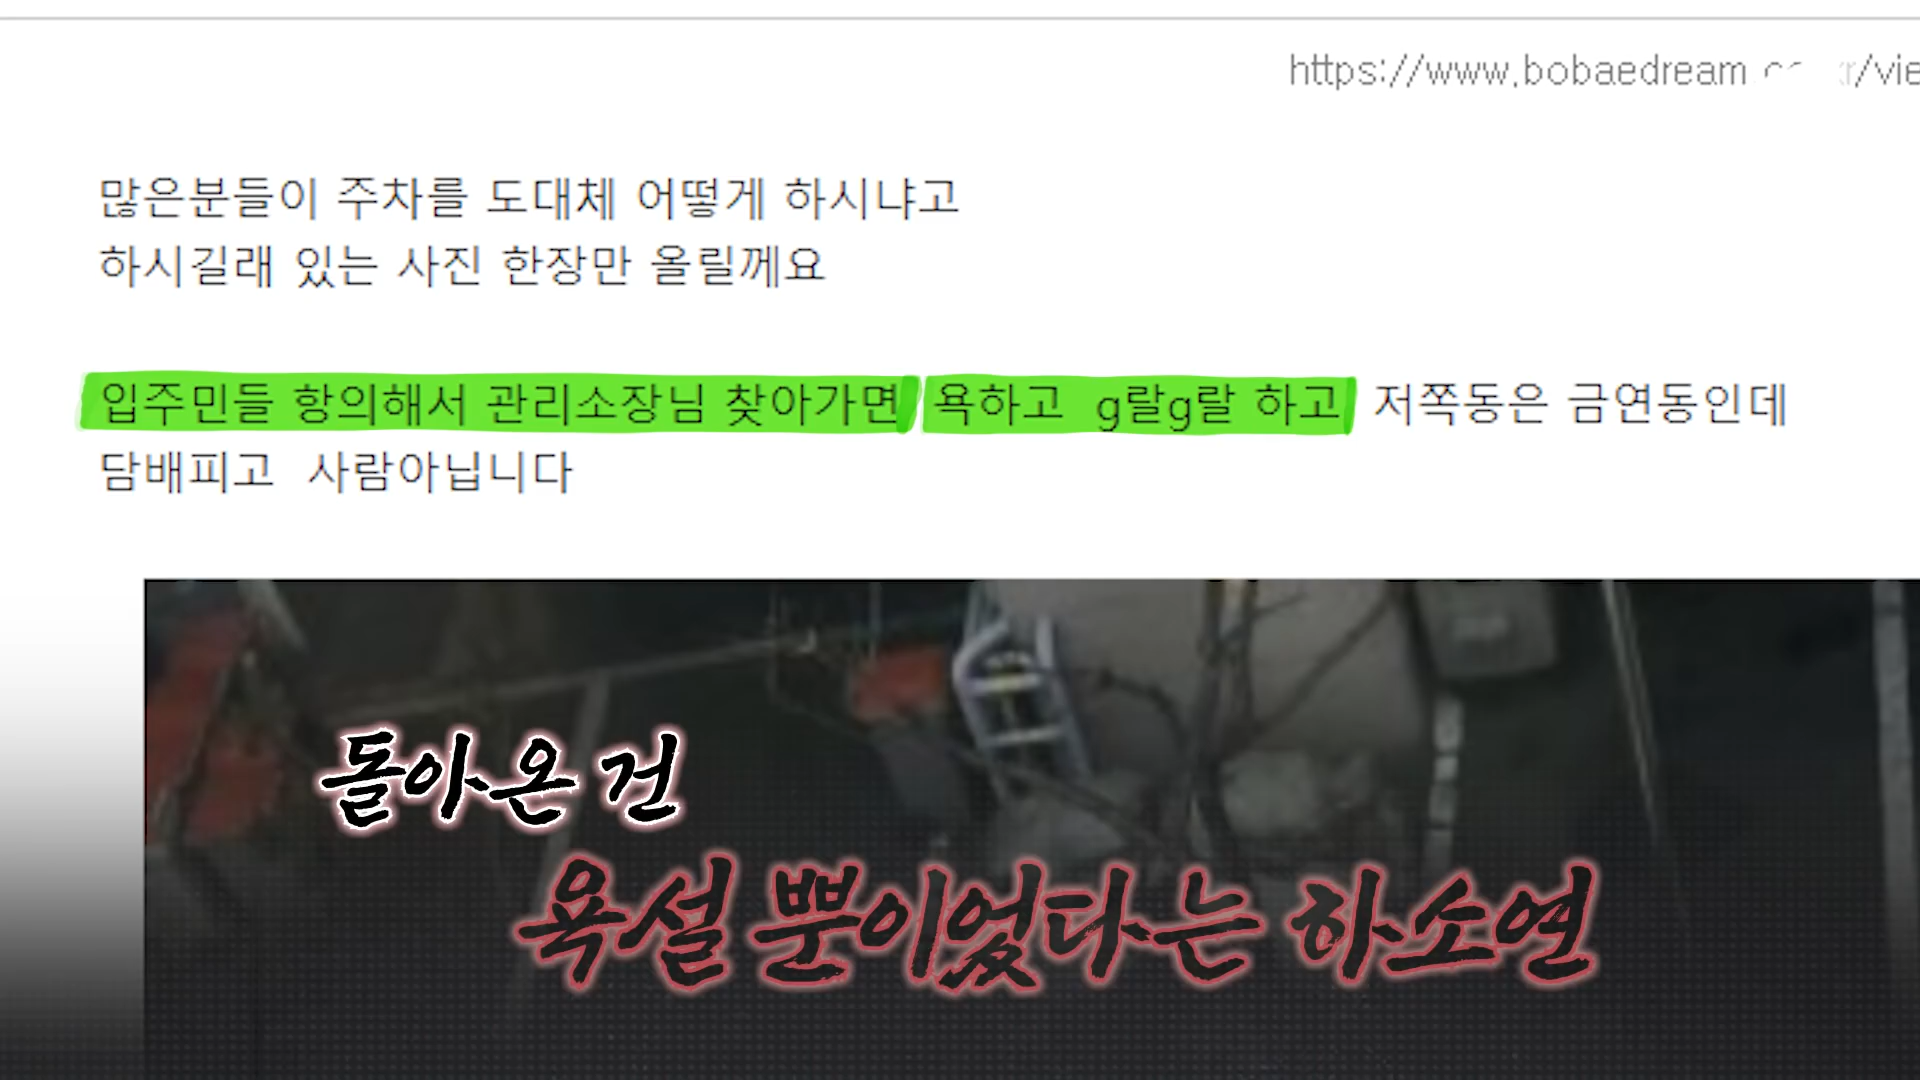 https://www.bobaedream
많은분들이 주차를 도대체 어떻게 하시냐고
하시길래 있는 사진 한장만 올릴께요
입주민들 항의해서 관리소장님 찾아가면 욕하고 g랄g랄 하고 저쪽동은 금연동인데
담배피고 사람아닙니다
돌아온 건
욕설 뿐이었다는 하소연